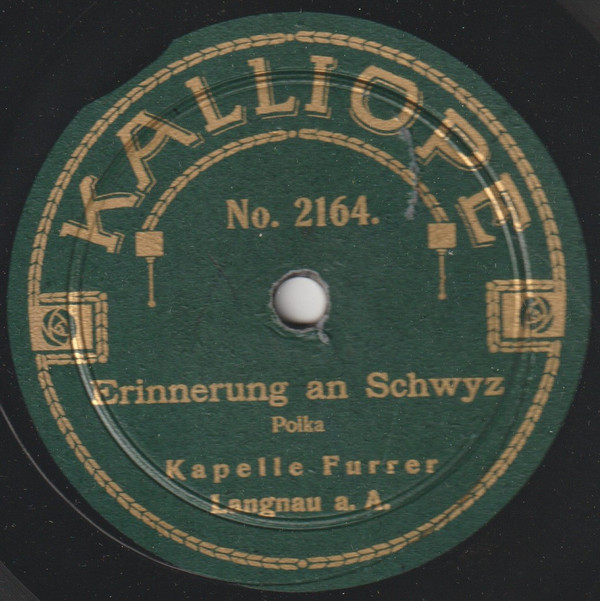 KALLIOPE
No. 2164.
Erinnerung an Schwyz
Polka
Kapelle Furrer
Langnau a. A.